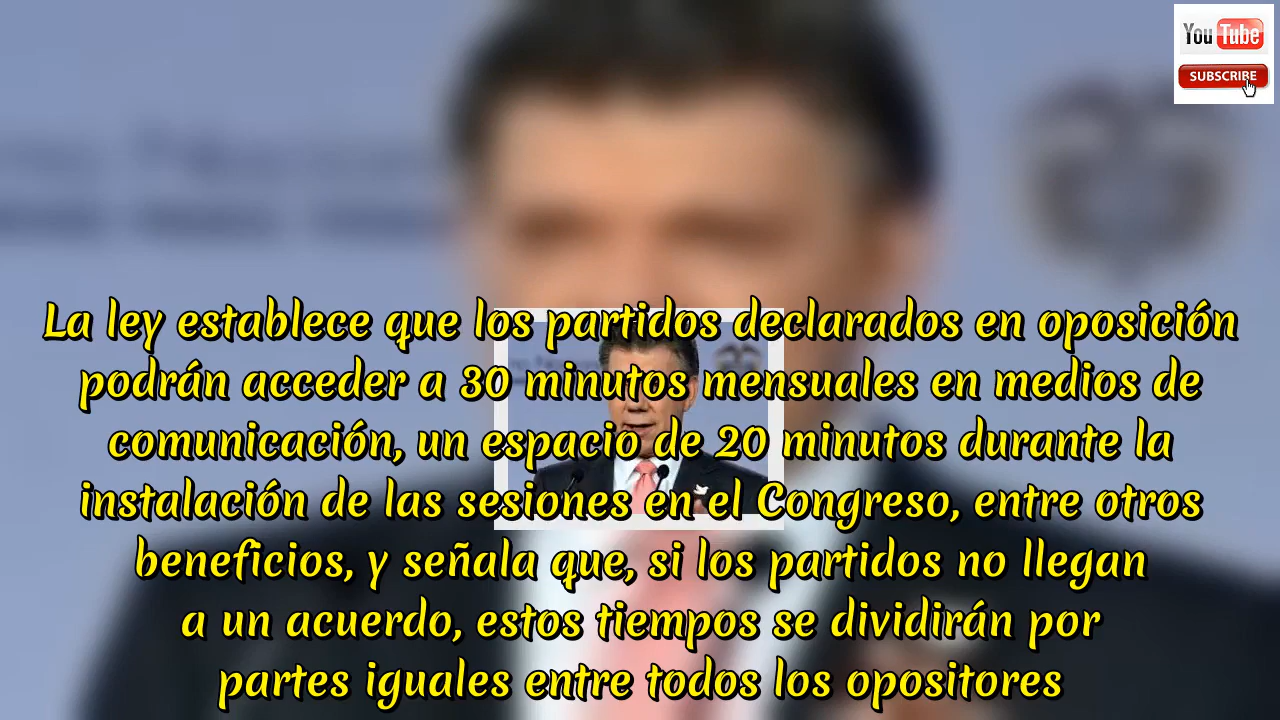 You Tube
SUBSCRIBE
La ley establece que los partidos declarados en oposición
podrán acceder a 30 minutos mensuales en medios de
comunicación, un espacio de 20 minutos durante la
instalación de las sesiones en el Congreso, entre otros
beneficios, y señala que, si los partidos no llegan
a un acuerdo, estos tiempos se dividirán por
partes iguales entre todos los opositores